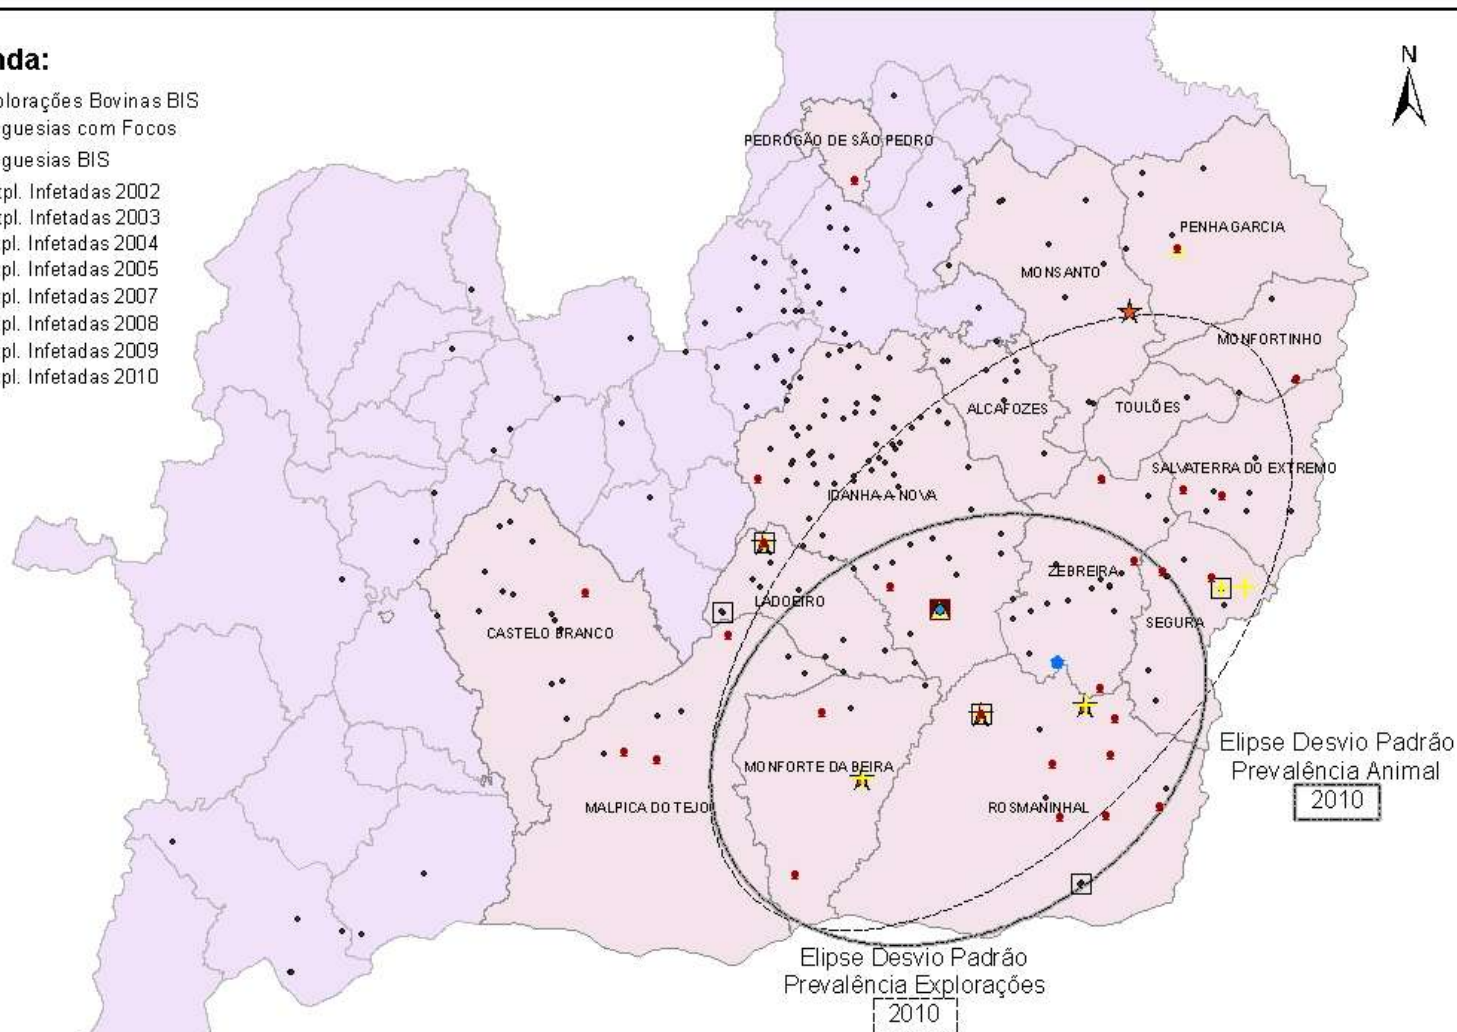 nda:
plorações Bovinas BIS
guesias com Focos
guesias BIS
pl. Infetadas 2002
pl. Infetadas 2003
pl. Infetadas 2004
pl. Infetadas 2005
pl. Infetadas 2007
pl. Infetadas 2008
pl. Infetadas 2009
pl. Infetadas 2010
N
PEDROGÃO DE SÃO PEDRO
PENHA GARCIA
MONSANTO
MONFORTINHO
ALCAFOZES
TOULÕES
SALVATERRA DO EXTREMO
IDANHA-A-NOVA
ZEBREIRA
LADOEIRO
SEGURA
CASTELO BRANCO
MONFORTE DA BEIRA
MALPICA DO TEJO
ROSMANINHAL
Elipse Desvio Padrão
Prevalência Animal
2010
Elipse Desvio Padrão
Prevalência Explorações
2010